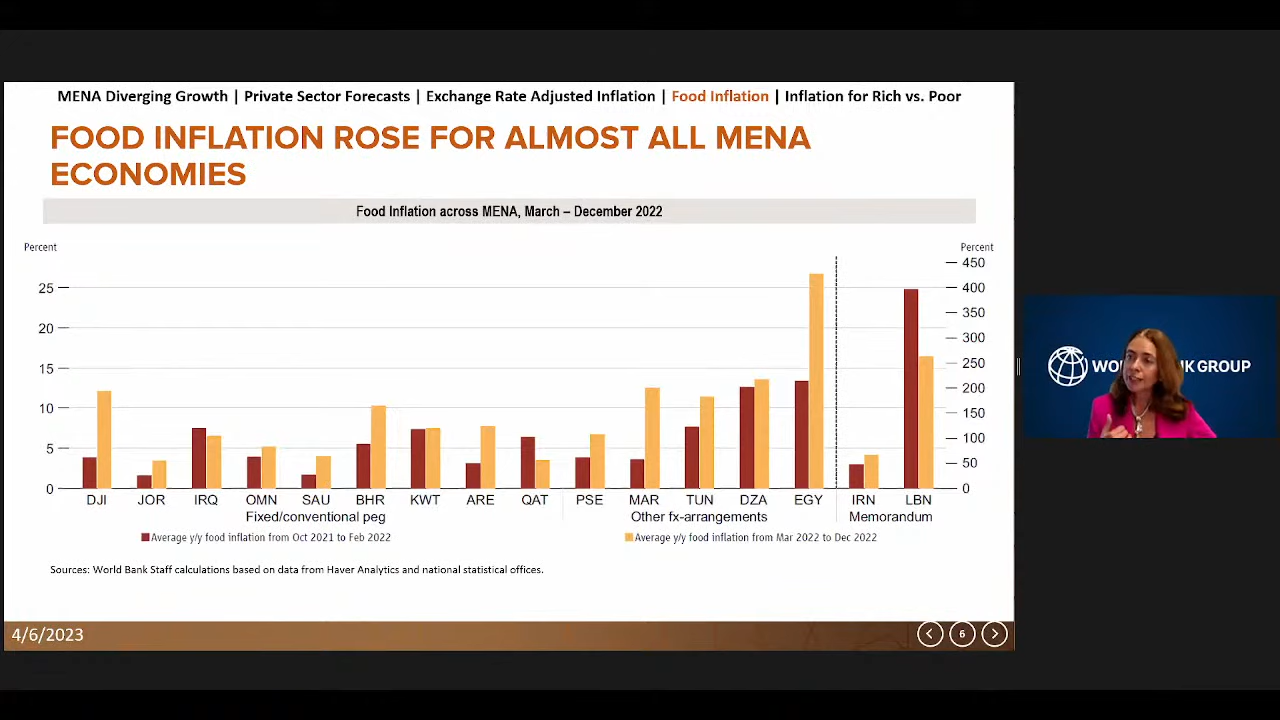 MENA Diverging Growth | Private Sector Forecasts | Exchange Rate Adjusted Inflation | Food Inflation | Inflation for Rich vs. Poor
FOOD INFLATION ROSE FOR ALMOST ALL MENA
ECONOMIES
Food Inflation across MENA, March – December 2022
Percent Percent
450
25 400
350
20 300
250
15 200
10 150
100
5 50
0 0
DJI JOR IRQ OMN SAU BHR KWT ARE QAT PSE MAR TUN DZA EGY IRN LBN
Fixed/conventional peg Other fx-arrangements Memorandum
Average y/y food inflation from Oct 2021 to Feb 2022 Average y/y food inflation from Mar 2022 to Dec 2022
Sources: World Bank Staff calculations based on data from Haver Analytics and national statistical offices.
4/6/2023 6
WO K GROUP